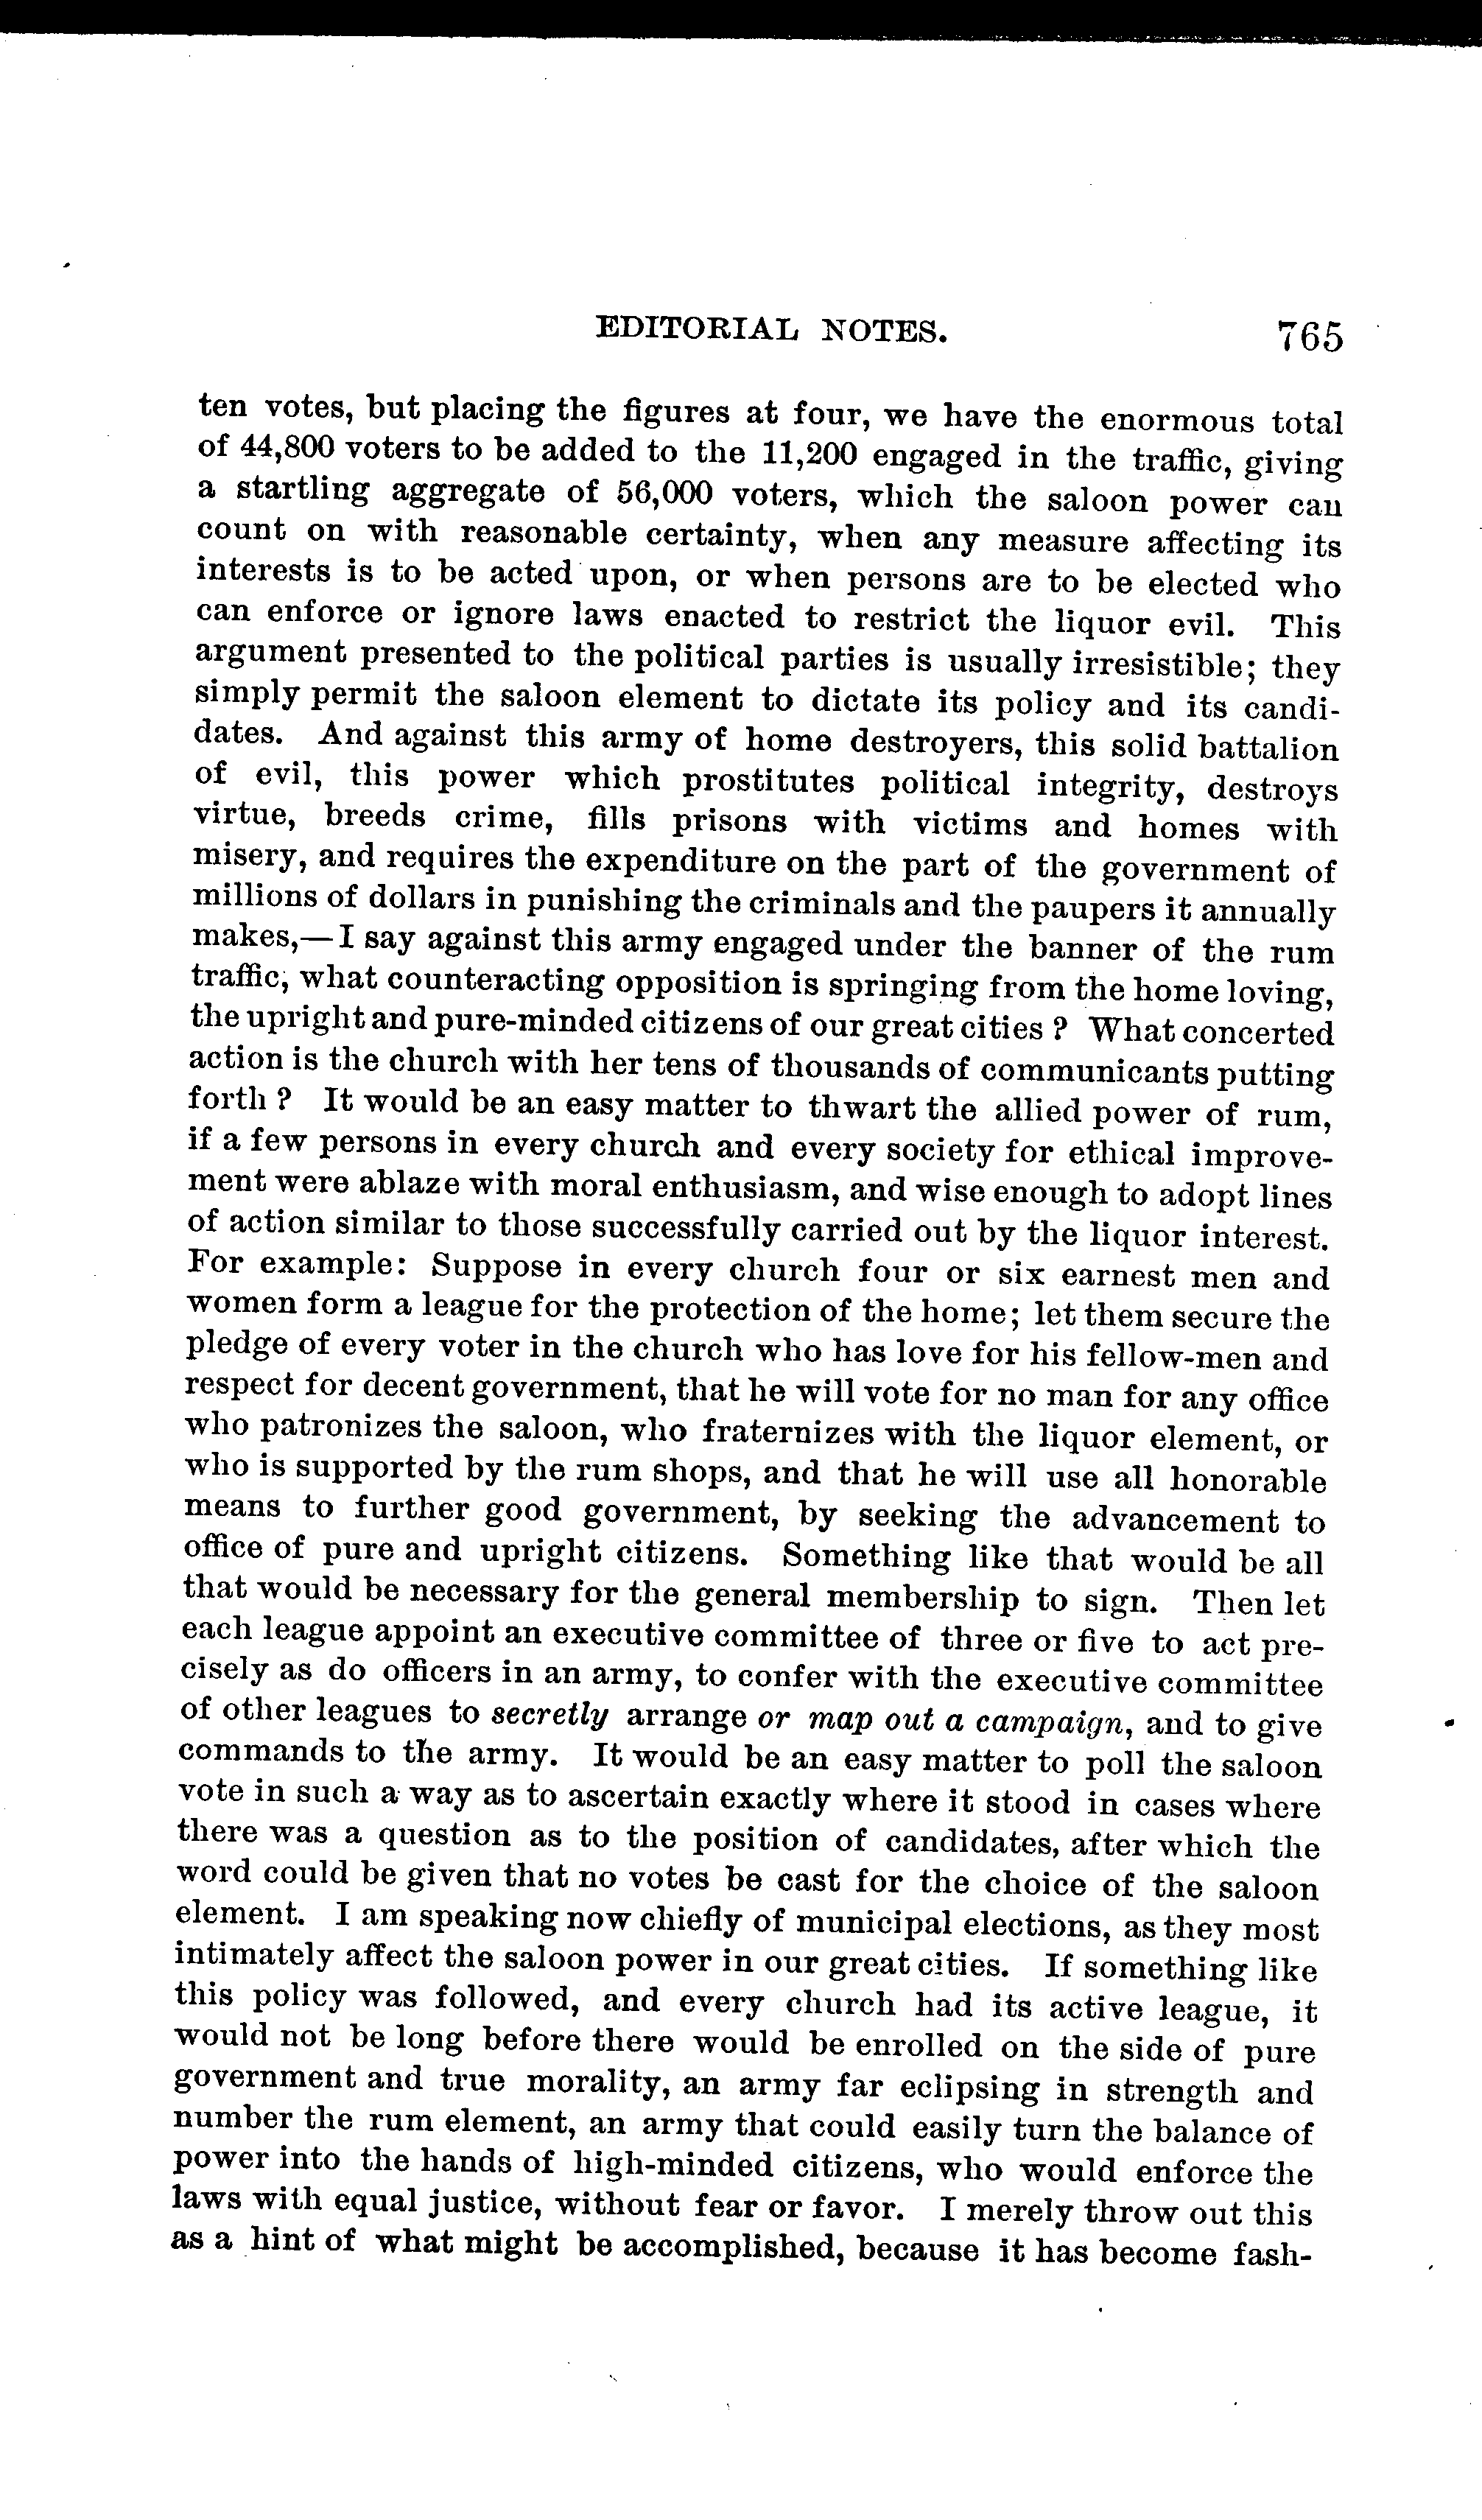 EDITORIAL NOTES. 765
ten votes, but placing the figures at four, we have the enormous total
of 44,800 voters to be added to the 11,200 engaged in the traffic, giving
a startling aggregate of 56,000 voters, which the saloon power can
count on with reasonable certainty, when any measure affecting its
interests is to be acted upon, or when persons are to be elected who
can enforce or ignore laws enacted to restrict the liquor evil. This
argument presented to the political parties is usually irresistible; they
simply permit the saloon element to dictate its policy and its candi-
dates. And against this army of home destroyers, this solid battalion
of evil, this power which prostitutes political integrity, destroys
virtue, breeds crime, fills prisons with victims and homes with
misery, and requires the expenditure on the part of the government of
millions of dollars in punishing the criminals and the paupers it annually
makes,—I say against this army engaged under the banner of the rum
traffic, what counteracting opposition is springing from the home loving,
the upright and pure-minded citizens of our great cities ? What concerted
action is the church with her tens of thousands of communicants putting
forth ? It would be an easy matter to thwart the allied power of rum,
if a few persons in every church and every society for ethical improve-
ment were ablaze with moral enthusiasm, and wise enough to adopt lines
of action similar to those successfully carried out by the liquor interest.
For example: Suppose in every church four or six earnest men and
women form a league for the protection of the home; let them secure the
pledge of every voter in the church who has love for his fellow-men and
respect for decent government, that he will vote for no man for any office
who patronizes the saloon, who fraternizes with the liquor element, or
who is supported by the rum shops, and that he will use all honorable
means to further good government, by seeking the advancement to
office of pure and upright citizens. Something like that would be all
that would be necessary for the general membership to sign. Then let
each league appoint an executive committee of three or five to act pre-
cisely as do officers in an army, to confer with the executive committee
of other leagues to secretly arrange or map out a campaign, and to give
commands to the army. It would be an easy matter to poll the saloon
vote in such a way as to ascertain exactly where it stood in cases where
there was a question as to the position of candidates, after which the
word could be given that no votes be cast for the choice of the saloon
element. I am speaking now chiefly of municipal elections, as they most
intimately affect the saloon power in our great cities. If something like
this policy was followed, and every church had its active league, it
would not be long before there would be enrolled on the side of pure
government and true morality, an army far eclipsing in strength and
number the rum element, an army that could easily turn the balance of
power into the hands of high-minded citizens, who would enforce the
laws with equal justice, without fear or favor. I merely throw out this
as a hint of what might be accomplished, because it has become fash-